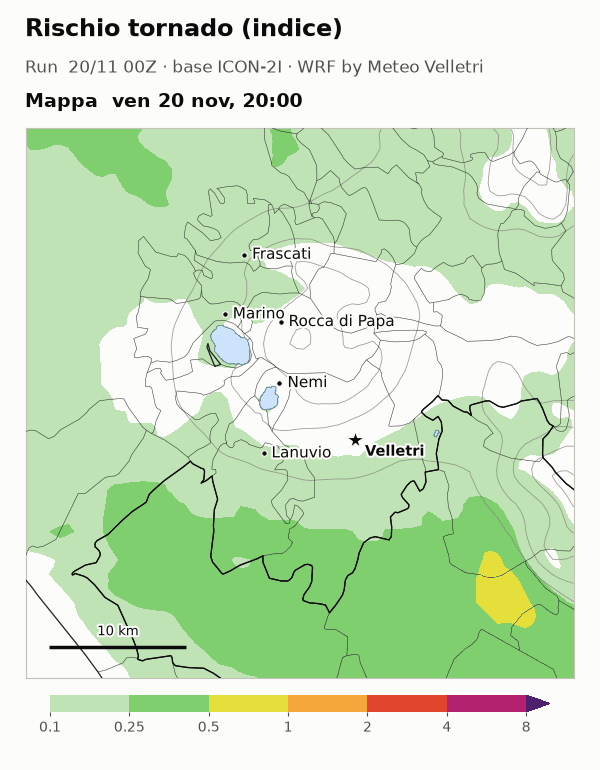 Rischio tornado (indice)
Run  20/11 00Z · base ICON-2I · WRF by Meteo Velletri
Mappa  ven 20 nov, 20:00
Frascati
Marino
Rocca di Papa
Nemi
Velletri
Lanuvio
10 km
0.1 0.25 0.5 1 2 4 8